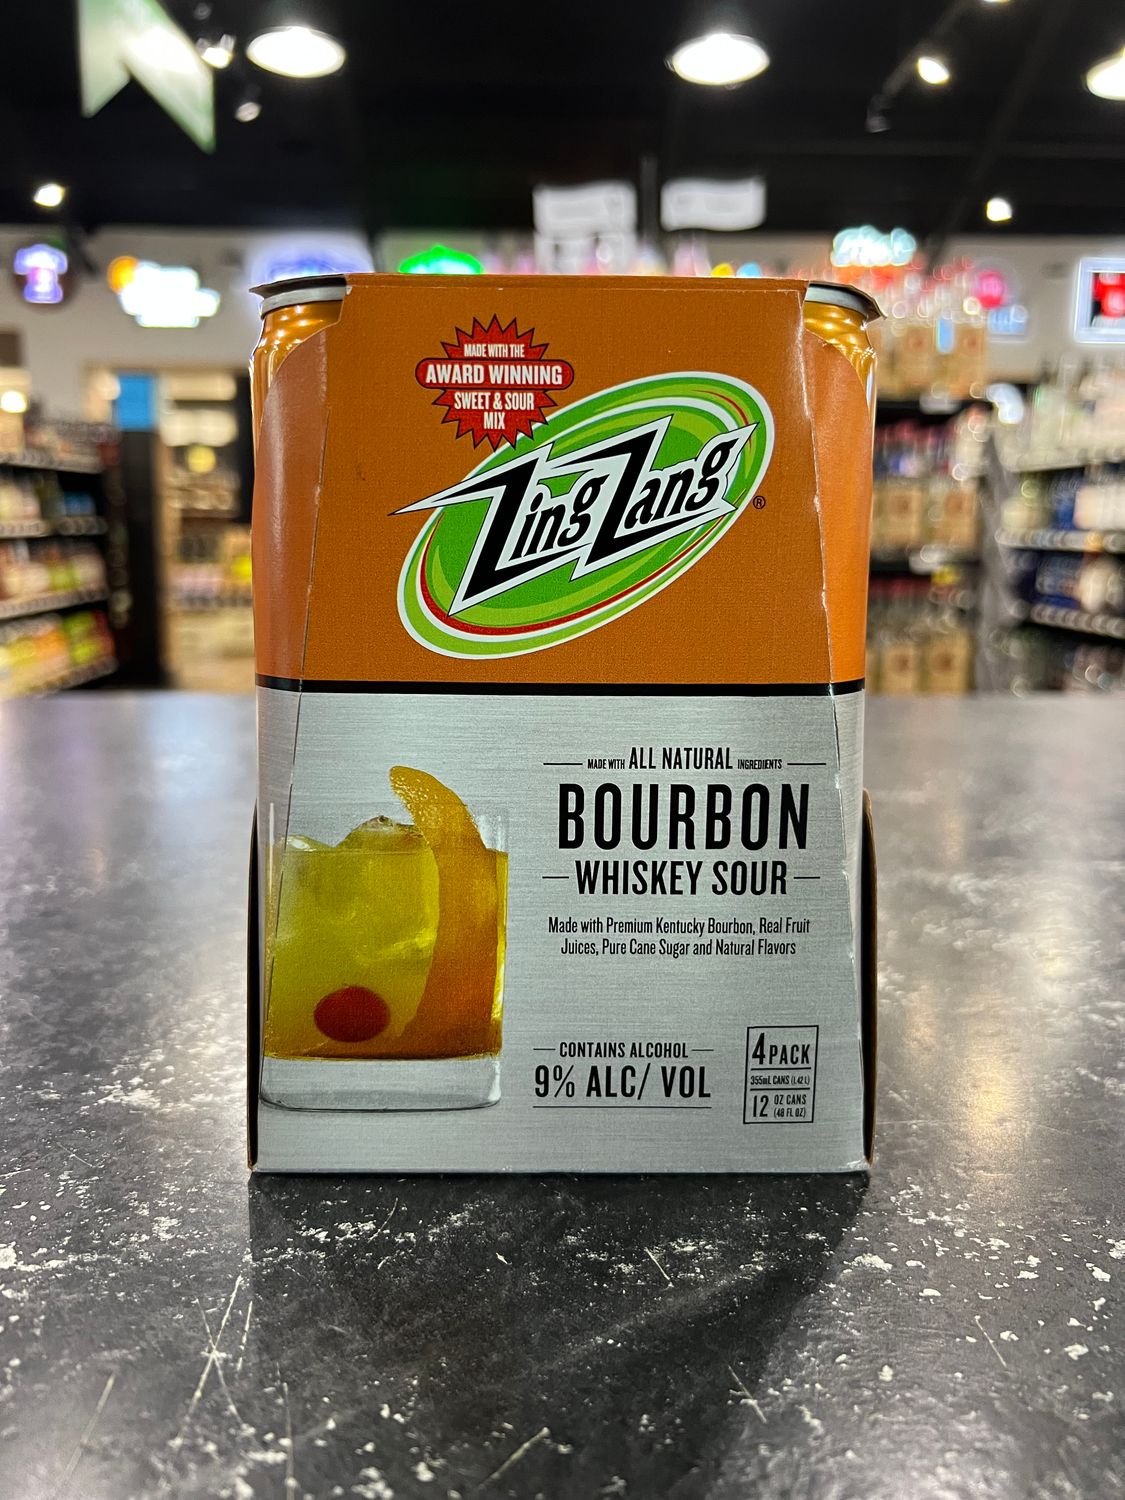 MADE WITH THE
AWARD WINNING
SWEET & SOUR
MIX
Zing Zang ®
MADE WITH ALL NATURAL INGREDIENTS
BOURBON
WHISKEY SOUR
Made with Premium Kentucky Bourbon, Real Fruit
Juices, Pure Cane Sugar and Natural Flavors
CONTAINS ALCOHOL
9% ALC/ VOL
4 PACK
355mL CANS (1.42 L)
12 OZ CANS
(48 FL OZ)